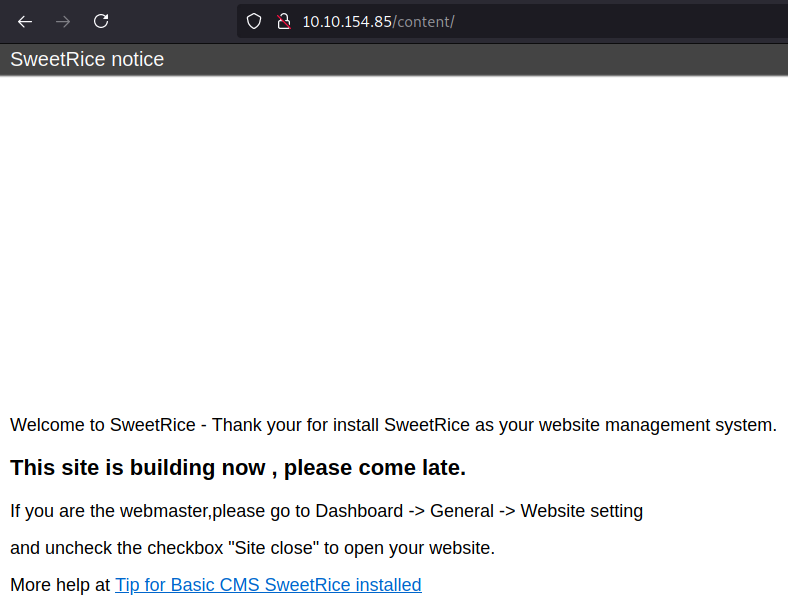 10.10.154.85/content/
SweetRice notice
Welcome to SweetRice - Thank your for install SweetRice as your website management system.
This site is building now , please come late.
If you are the webmaster,please go to Dashboard -> General -> Website setting
and uncheck the checkbox "Site close" to open your website.
More help at Tip for Basic CMS SweetRice installed